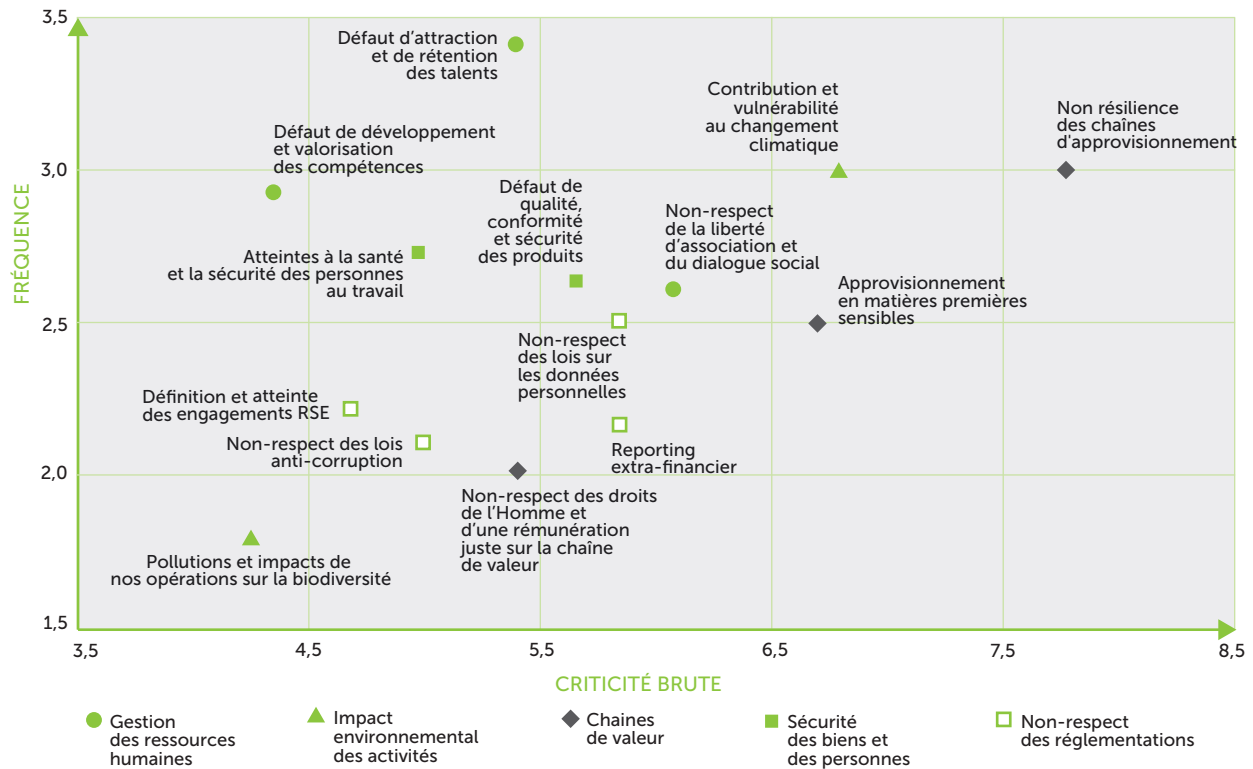 3,5
Défaut d'attraction
et de rétention
des talents
Contribution et
vulnérabilité
au changement
climatique
Non résilience
des chaînes
d'approvisionnement
Défaut de développement
et valorisation
des compétences
3,0
Défaut de
qualité,
conformité
et sécurité
des produits
Non-respect
de la liberté
d'association et
du dialogue social
FRÉQUENCE
Atteintes à la santé
et la sécurité des personnes
au travail
Approvisionnement
en matières premières
sensibles
2,5
Non-respect
des lois sur
les données
personnelles
Définition et atteinte
des engagements RSE
Non-respect des lois
anti-corruption
Reporting
extra-financier
2,0
Non-respect des droits
de l'Homme et
d'une rémunération
juste sur la chaîne
de valeur
Pollutions et impacts de
nos opérations sur la biodiversité
1,5
3,5
4,5
5,5
6,5
7,5
8,5
CRITICITÉ BRUTE
Gestion
des ressources
humaines
Impact
environnemental
des activités
Chaines
de valeur
Sécurité
des biens et
des personnes
Non-respect
des réglementations